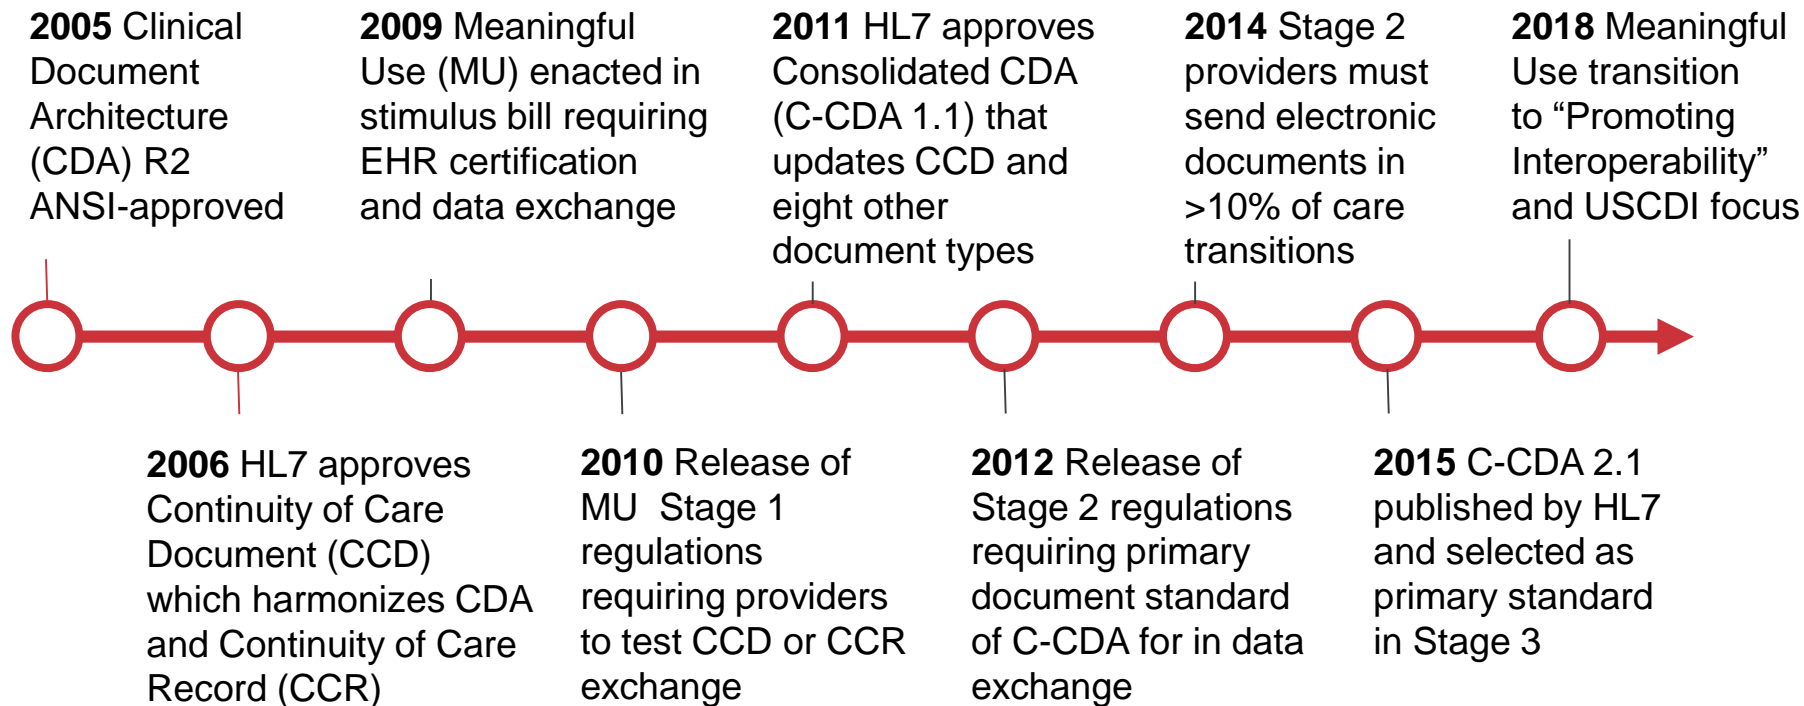 2005 Clinical
Document
Architecture
(CDA) R2
ANSI-approved
2009 Meaningful
Use (MU) enacted in
stimulus bill requiring
EHR certification
and data exchange
2011 HL7 approves
Consolidated CDA
(C-CDA 1.1) that
updates CCD and
eight other
document types
2014 Stage 2
providers must
send electronic
documents in
>10% of care
transitions
2018 Meaningful
Use transition
to “Promoting
Interoperability”
and USCDI focus
2006 HL7 approves
Continuity of Care
Document (CCD)
which harmonizes CDA
and Continuity of Care
Record (CCR)
2010 Release of
MU  Stage 1
regulations
requiring providers
to test CCD or CCR
exchange
2012 Release of
Stage 2 regulations
requiring primary
document standard
of C-CDA for in data
exchange
2015 C-CDA 2.1
published by HL7
and selected as
primary standard
in Stage 3